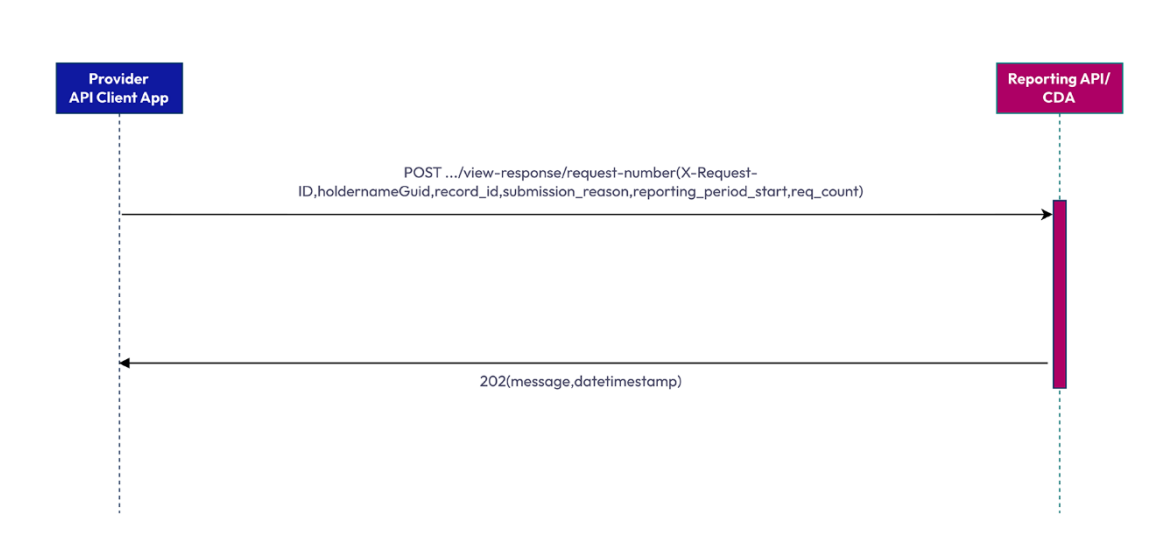 Provider
API Client App
Reporting API/
CDA
POST .../view-response/request-number(X-Request-
ID,holdernameGuid,record_id,submission_reason,reporting_period_start,req_count)
202(message,datetimestamp)